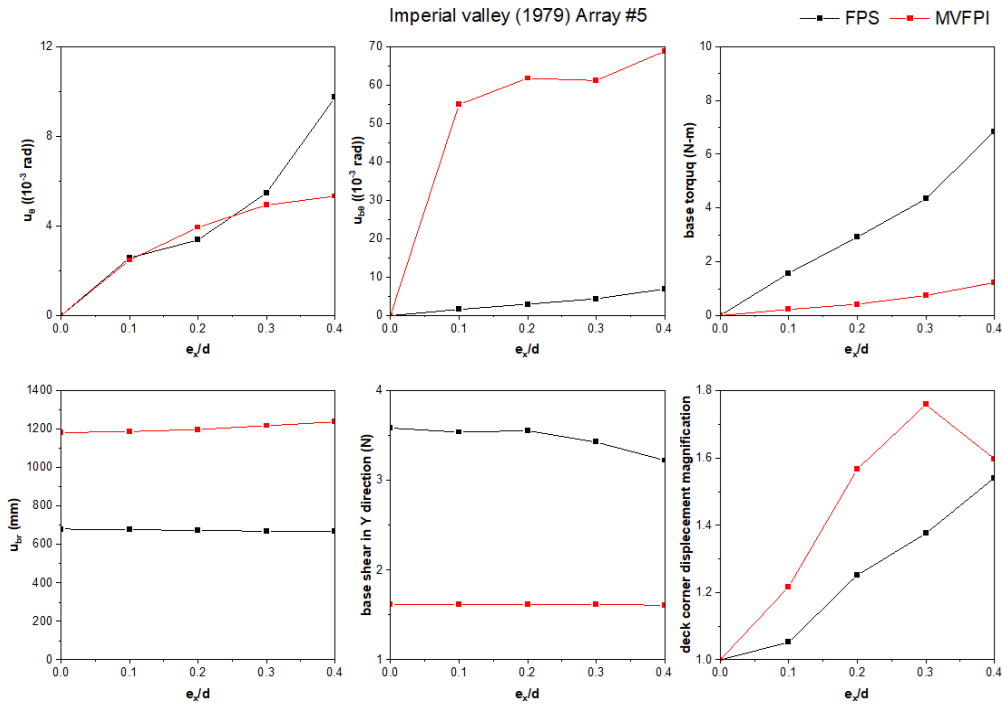 Imperial valley (1979) Array #5
FPS
MVFPI
12
8
4
0
0.0 0.1 0.2 0.3 0.4
uθ ((10⁻³ rad))
eₓ/d
70
60
50
40
30
20
10
0
0.0 0.1 0.2 0.3 0.4
u_bθ ((10⁻³ rad))
eₓ/d
10
8
6
4
2
0
0.0 0.1 0.2 0.3 0.4
base torquq (N-m)
eₓ/d
1400
1200
1000
800
600
400
200
0
0.0 0.1 0.2 0.3 0.4
u_br (mm)
eₓ/d
4
3
2
1
0.0 0.1 0.2 0.3 0.4
base shear in Y direction (N)
eₓ/d
1.8
1.6
1.4
1.2
1.0
0.0 0.1 0.2 0.3 0.4
deck corner displecement magnification
eₓ/d